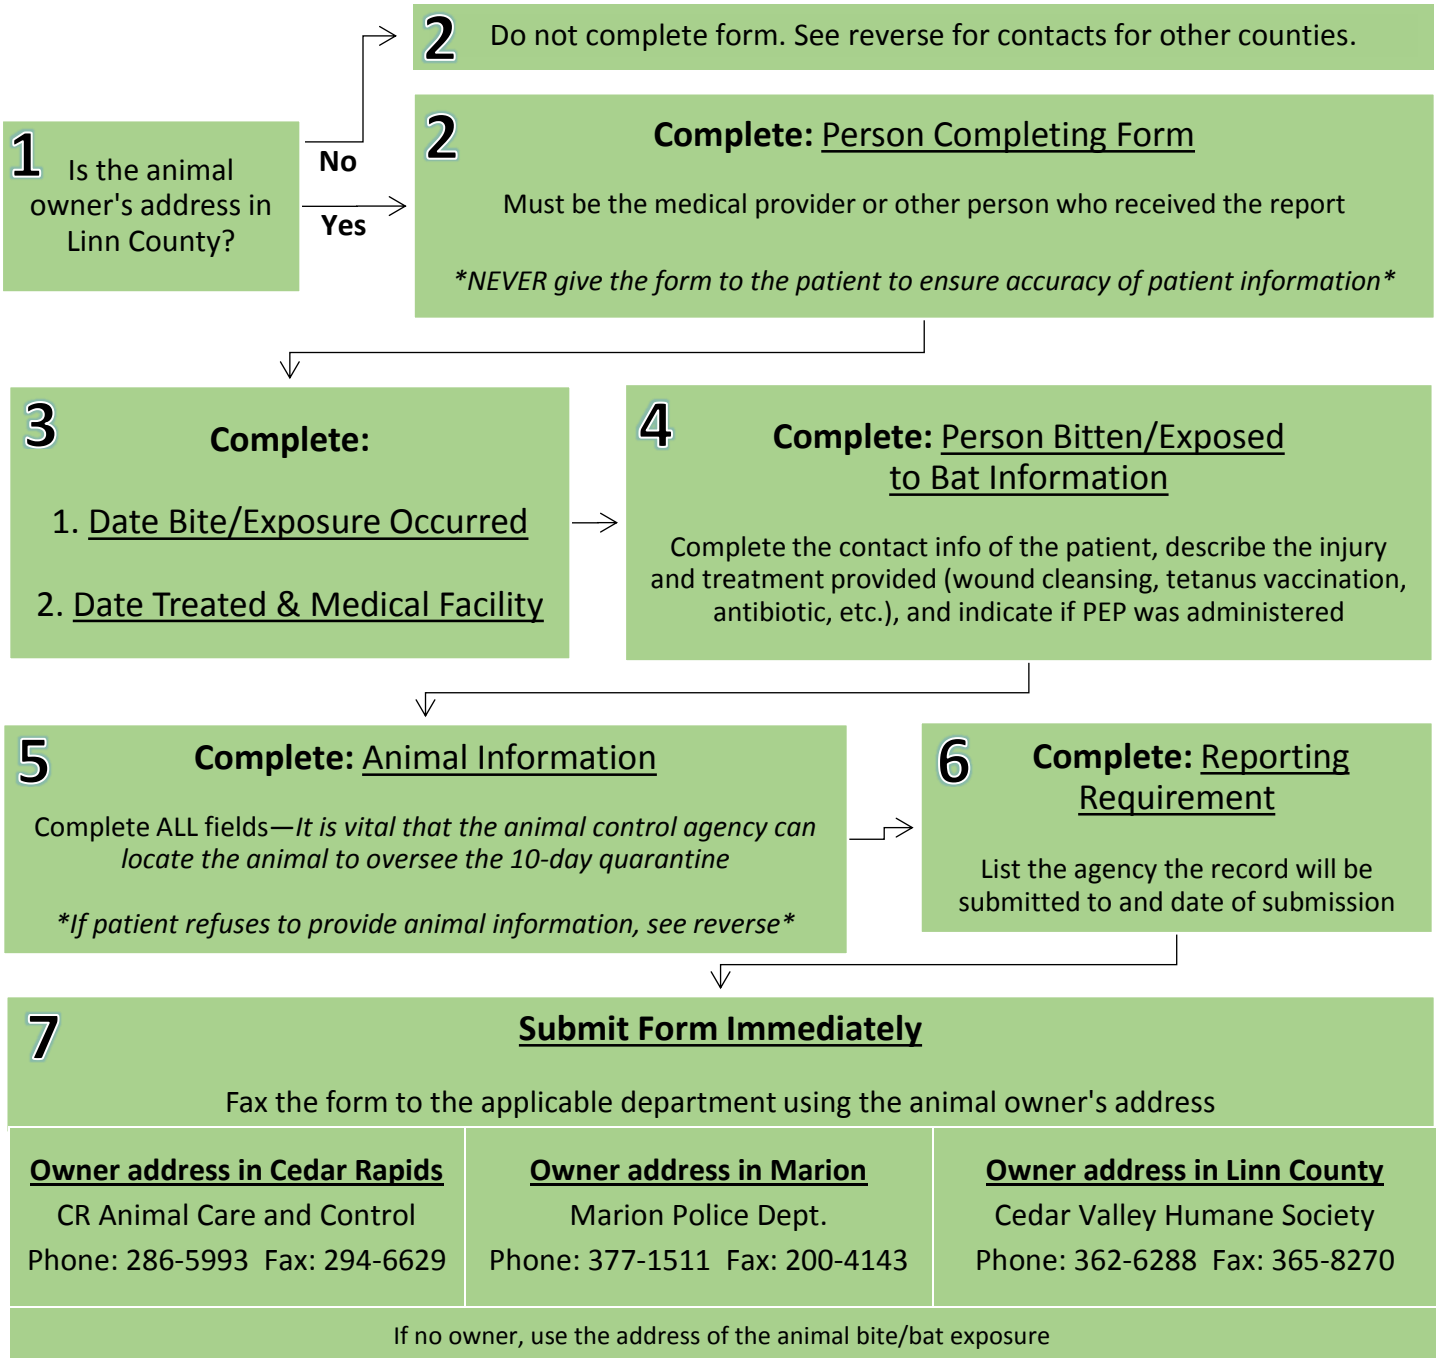 2 Do not complete form. See reverse for contacts for other counties.
1 Is the animal
owner's address in
Linn County?
No
Yes
2 Complete: Person Completing Form
Must be the medical provider or other person who received the report
*NEVER give the form to the patient to ensure accuracy of patient information*
3
Complete:
1. Date Bite/Exposure Occurred
2. Date Treated & Medical Facility
4 Complete: Person Bitten/Exposed
to Bat Information
Complete the contact info of the patient, describe the injury
and treatment provided (wound cleansing, tetanus vaccination,
antibiotic, etc.), and indicate if PEP was administered
5 Complete: Animal Information
Complete ALL fields—It is vital that the animal control agency can
locate the animal to oversee the 10-day quarantine
*If patient refuses to provide animal information, see reverse*
6 Complete: Reporting
Requirement
List the agency the record will be
submitted to and date of submission
7 Submit Form Immediately
Fax the form to the applicable department using the animal owner's address
Owner address in Cedar Rapids
CR Animal Care and Control
Phone: 286-5993 Fax: 294-6629
Owner address in Marion
Marion Police Dept.
Phone: 377-1511 Fax: 200-4143
Owner address in Linn County
Cedar Valley Humane Society
Phone: 362-6288 Fax: 365-8270
If no owner, use the address of the animal bite/bat exposure